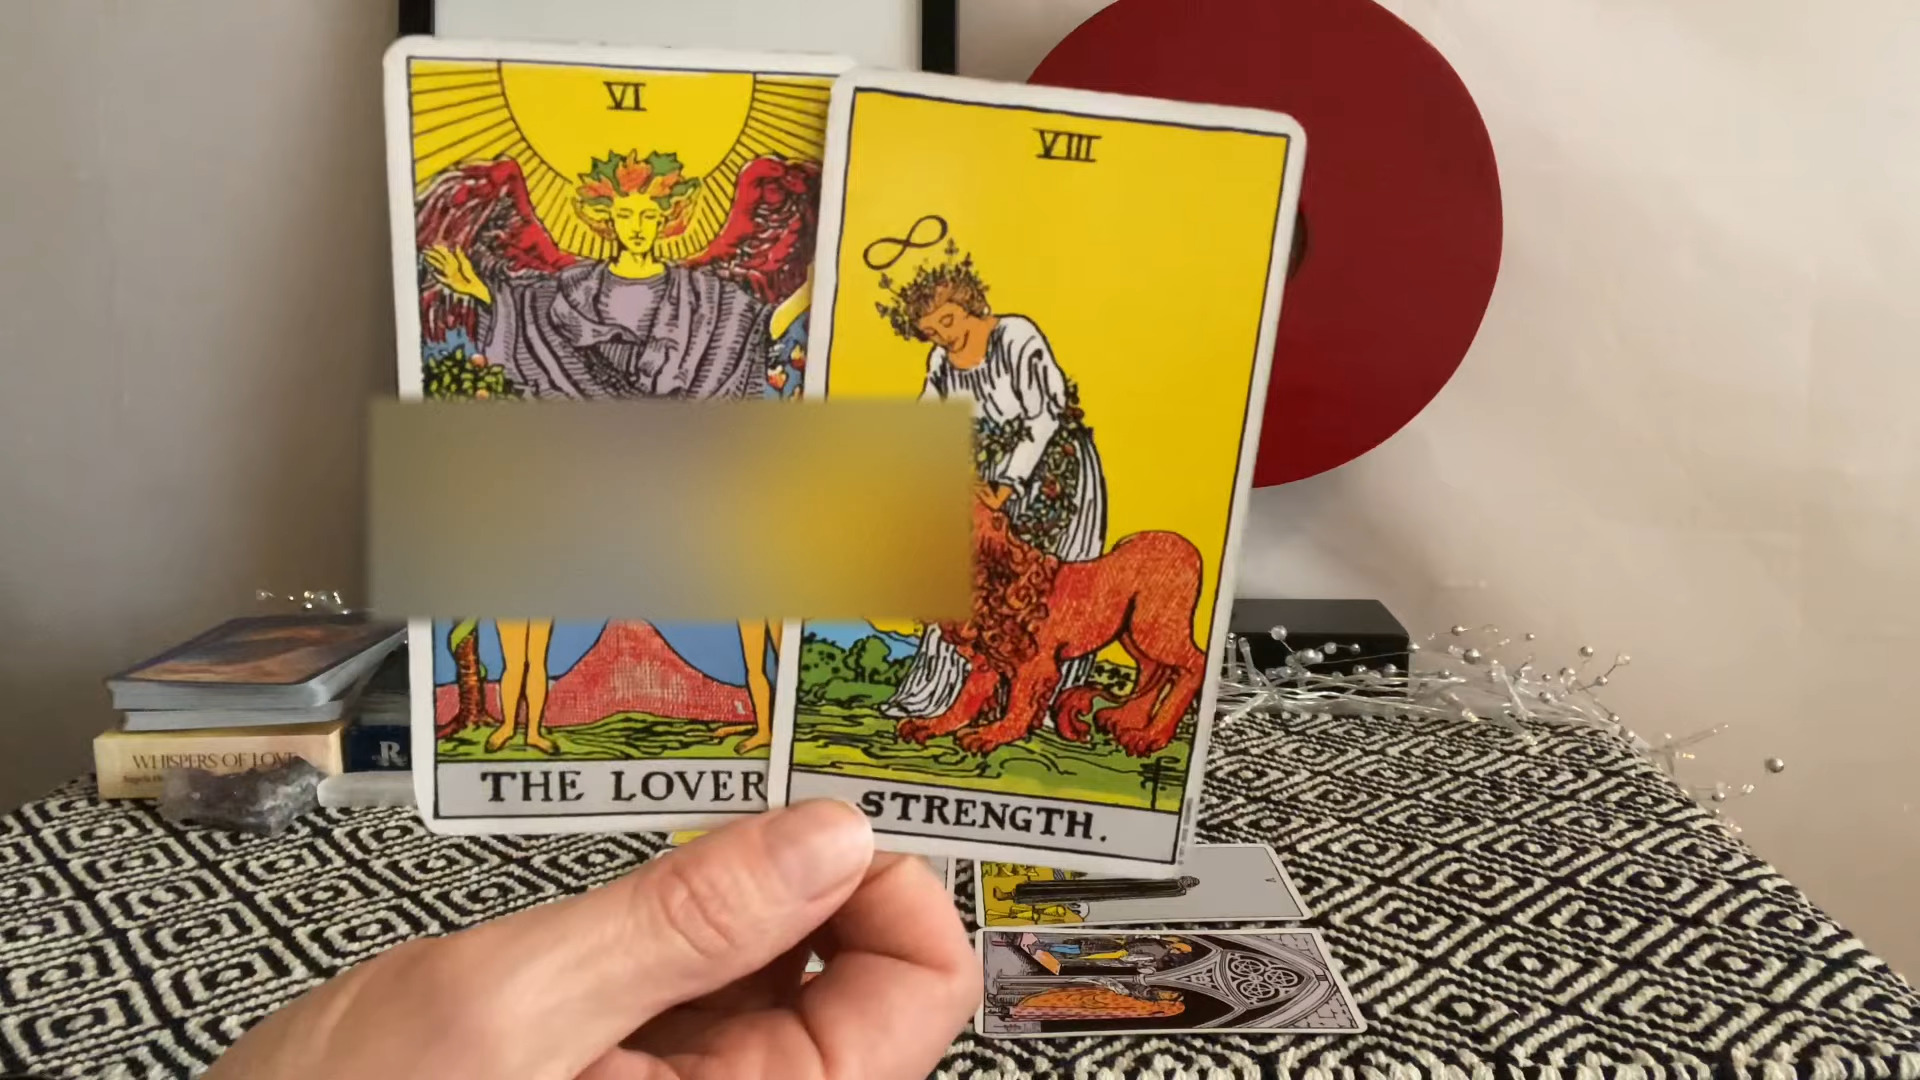 VI
VIII
THE LOVER
STRENGTH.
WHISPERS OF LOVE
R
V